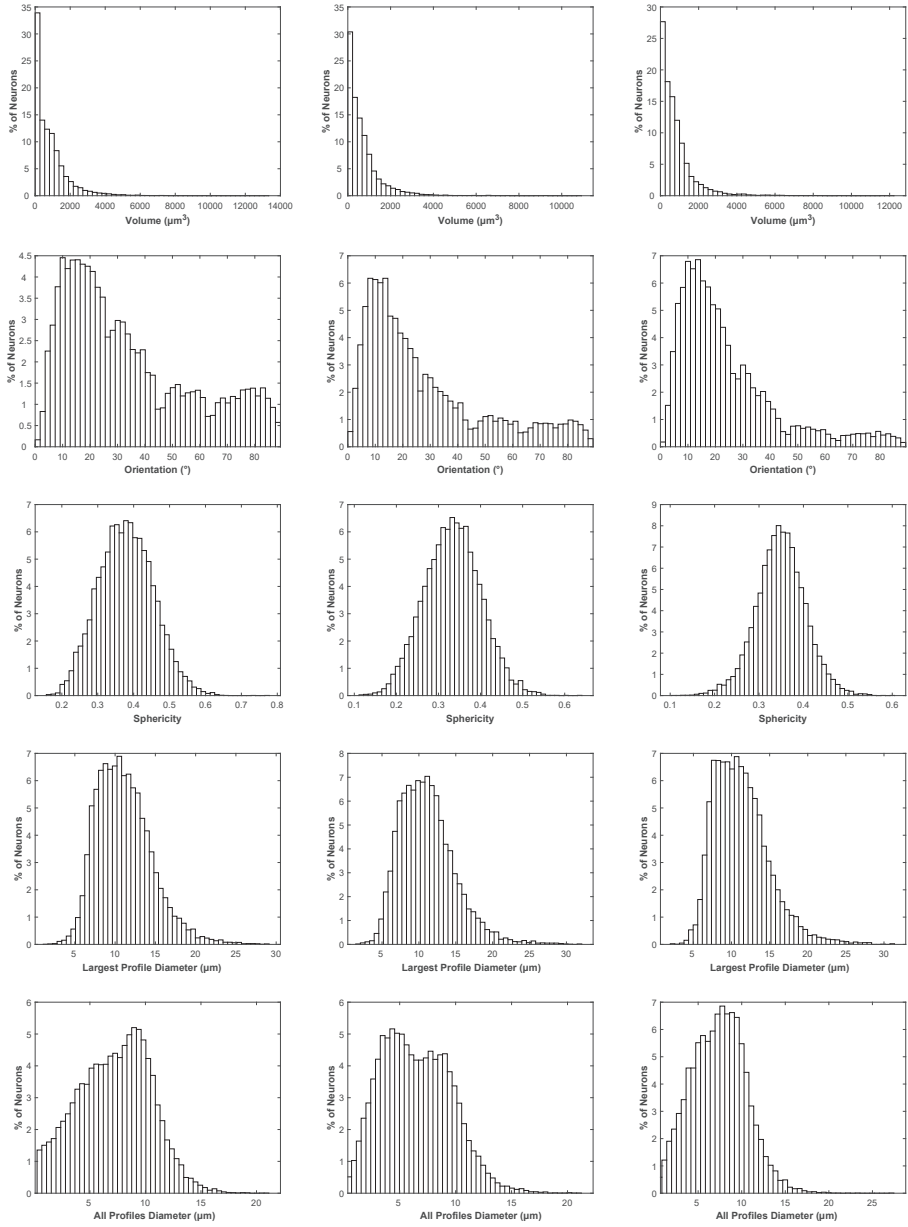 35
30
25
20
15
10
5
0
% of Neurons
0 2000 4000 6000 8000 10000 12000 14000
Volume (µm³)
35
30
25
20
15
10
5
0
% of Neurons
0 2000 4000 6000 8000 10000
Volume (µm³)
30
25
20
15
10
5
0
% of Neurons
0 2000 4000 6000 8000 10000 12000
Volume (µm³)
4.5
4
3.5
3
2.5
2
1.5
1
0.5
0
% of Neurons
0 10 20 30 40 50 60 70 80
Orientation (°)
7
6
5
4
3
2
1
0
% of Neurons
0 10 20 30 40 50 60 70 80
Orientation (°)
7
6
5
4
3
2
1
0
% of Neurons
0 10 20 30 40 50 60 70 80
Orientation (°)
7
6
5
4
3
2
1
0
% of Neurons
0.2 0.3 0.4 0.5 0.6 0.7 0.8
Sphericity
7
6
5
4
3
2
1
0
% of Neurons
0.1 0.2 0.3 0.4 0.5 0.6
Sphericity
9
8
7
6
5
4
3
2
1
0
% of Neurons
0.1 0.2 0.3 0.4 0.5 0.6
Sphericity
7
6
5
4
3
2
1
0
% of Neurons
5 10 15 20 25 30
Largest Profile Diameter (µm)
8
7
6
5
4
3
2
1
0
% of Neurons
5 10 15 20 25 30
Largest Profile Diameter (µm)
7
6
5
4
3
2
1
0
% of Neurons
5 10 15 20 25 30
Largest Profile Diameter (µm)
6
5
4
3
2
1
0
% of Neurons
5 10 15 20
All Profiles Diameter (µm)
6
5
4
3
2
1
0
% of Neurons
5 10 15 20
All Profiles Diameter (µm)
7
6
5
4
3
2
1
0
% of Neurons
5 10 15 20 25
All Profiles Diameter (µm)